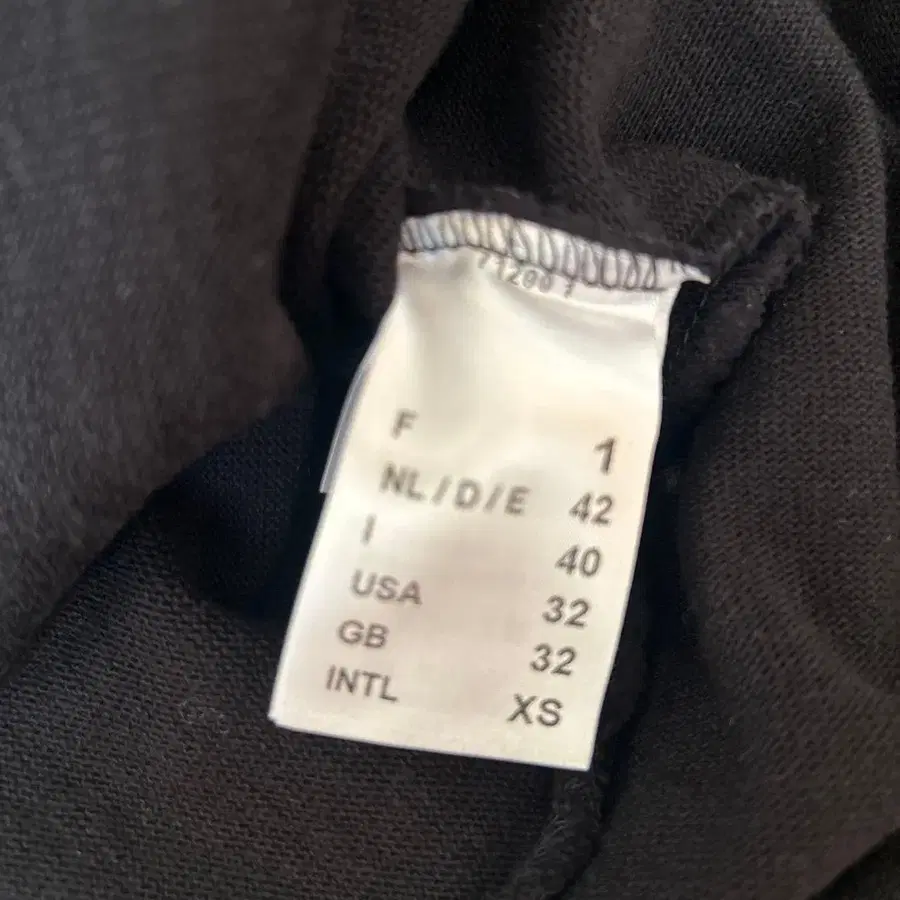 F 1
NL/D/E 42
I 40
USA 32
GB 32
INTL XS